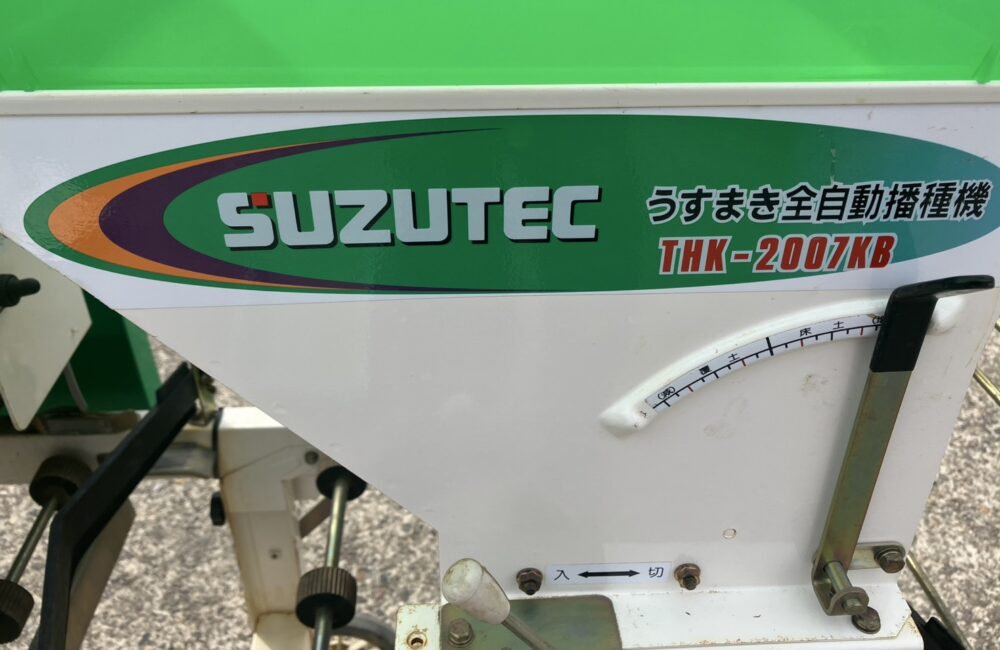 SUZUTEC
うすまき全自動播種機
THK-2007KB
(減) 覆土 床土
入 ↔ 切